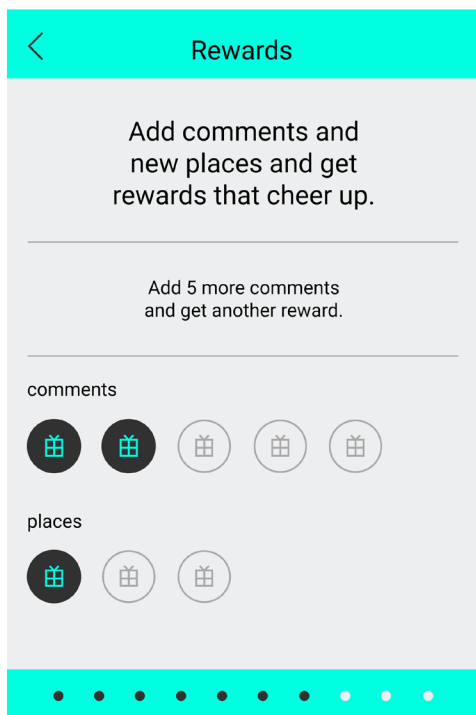 Rewards
Add comments and
new places and get
rewards that cheer up.
Add 5 more comments
and get another reward.
comments
places